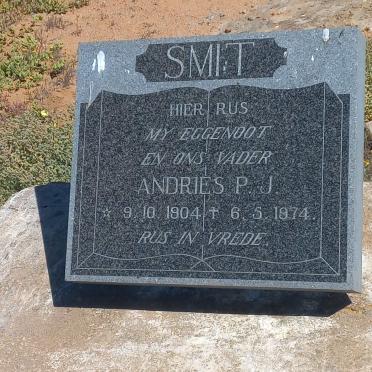 SMIT
HIER RUS
MY EGGENOOT
EN ONS VADER
ANDRIES P. J.
☆ 9. 10. 1904 ✝ 6. 5. 1974.
RUS IN VREDE.